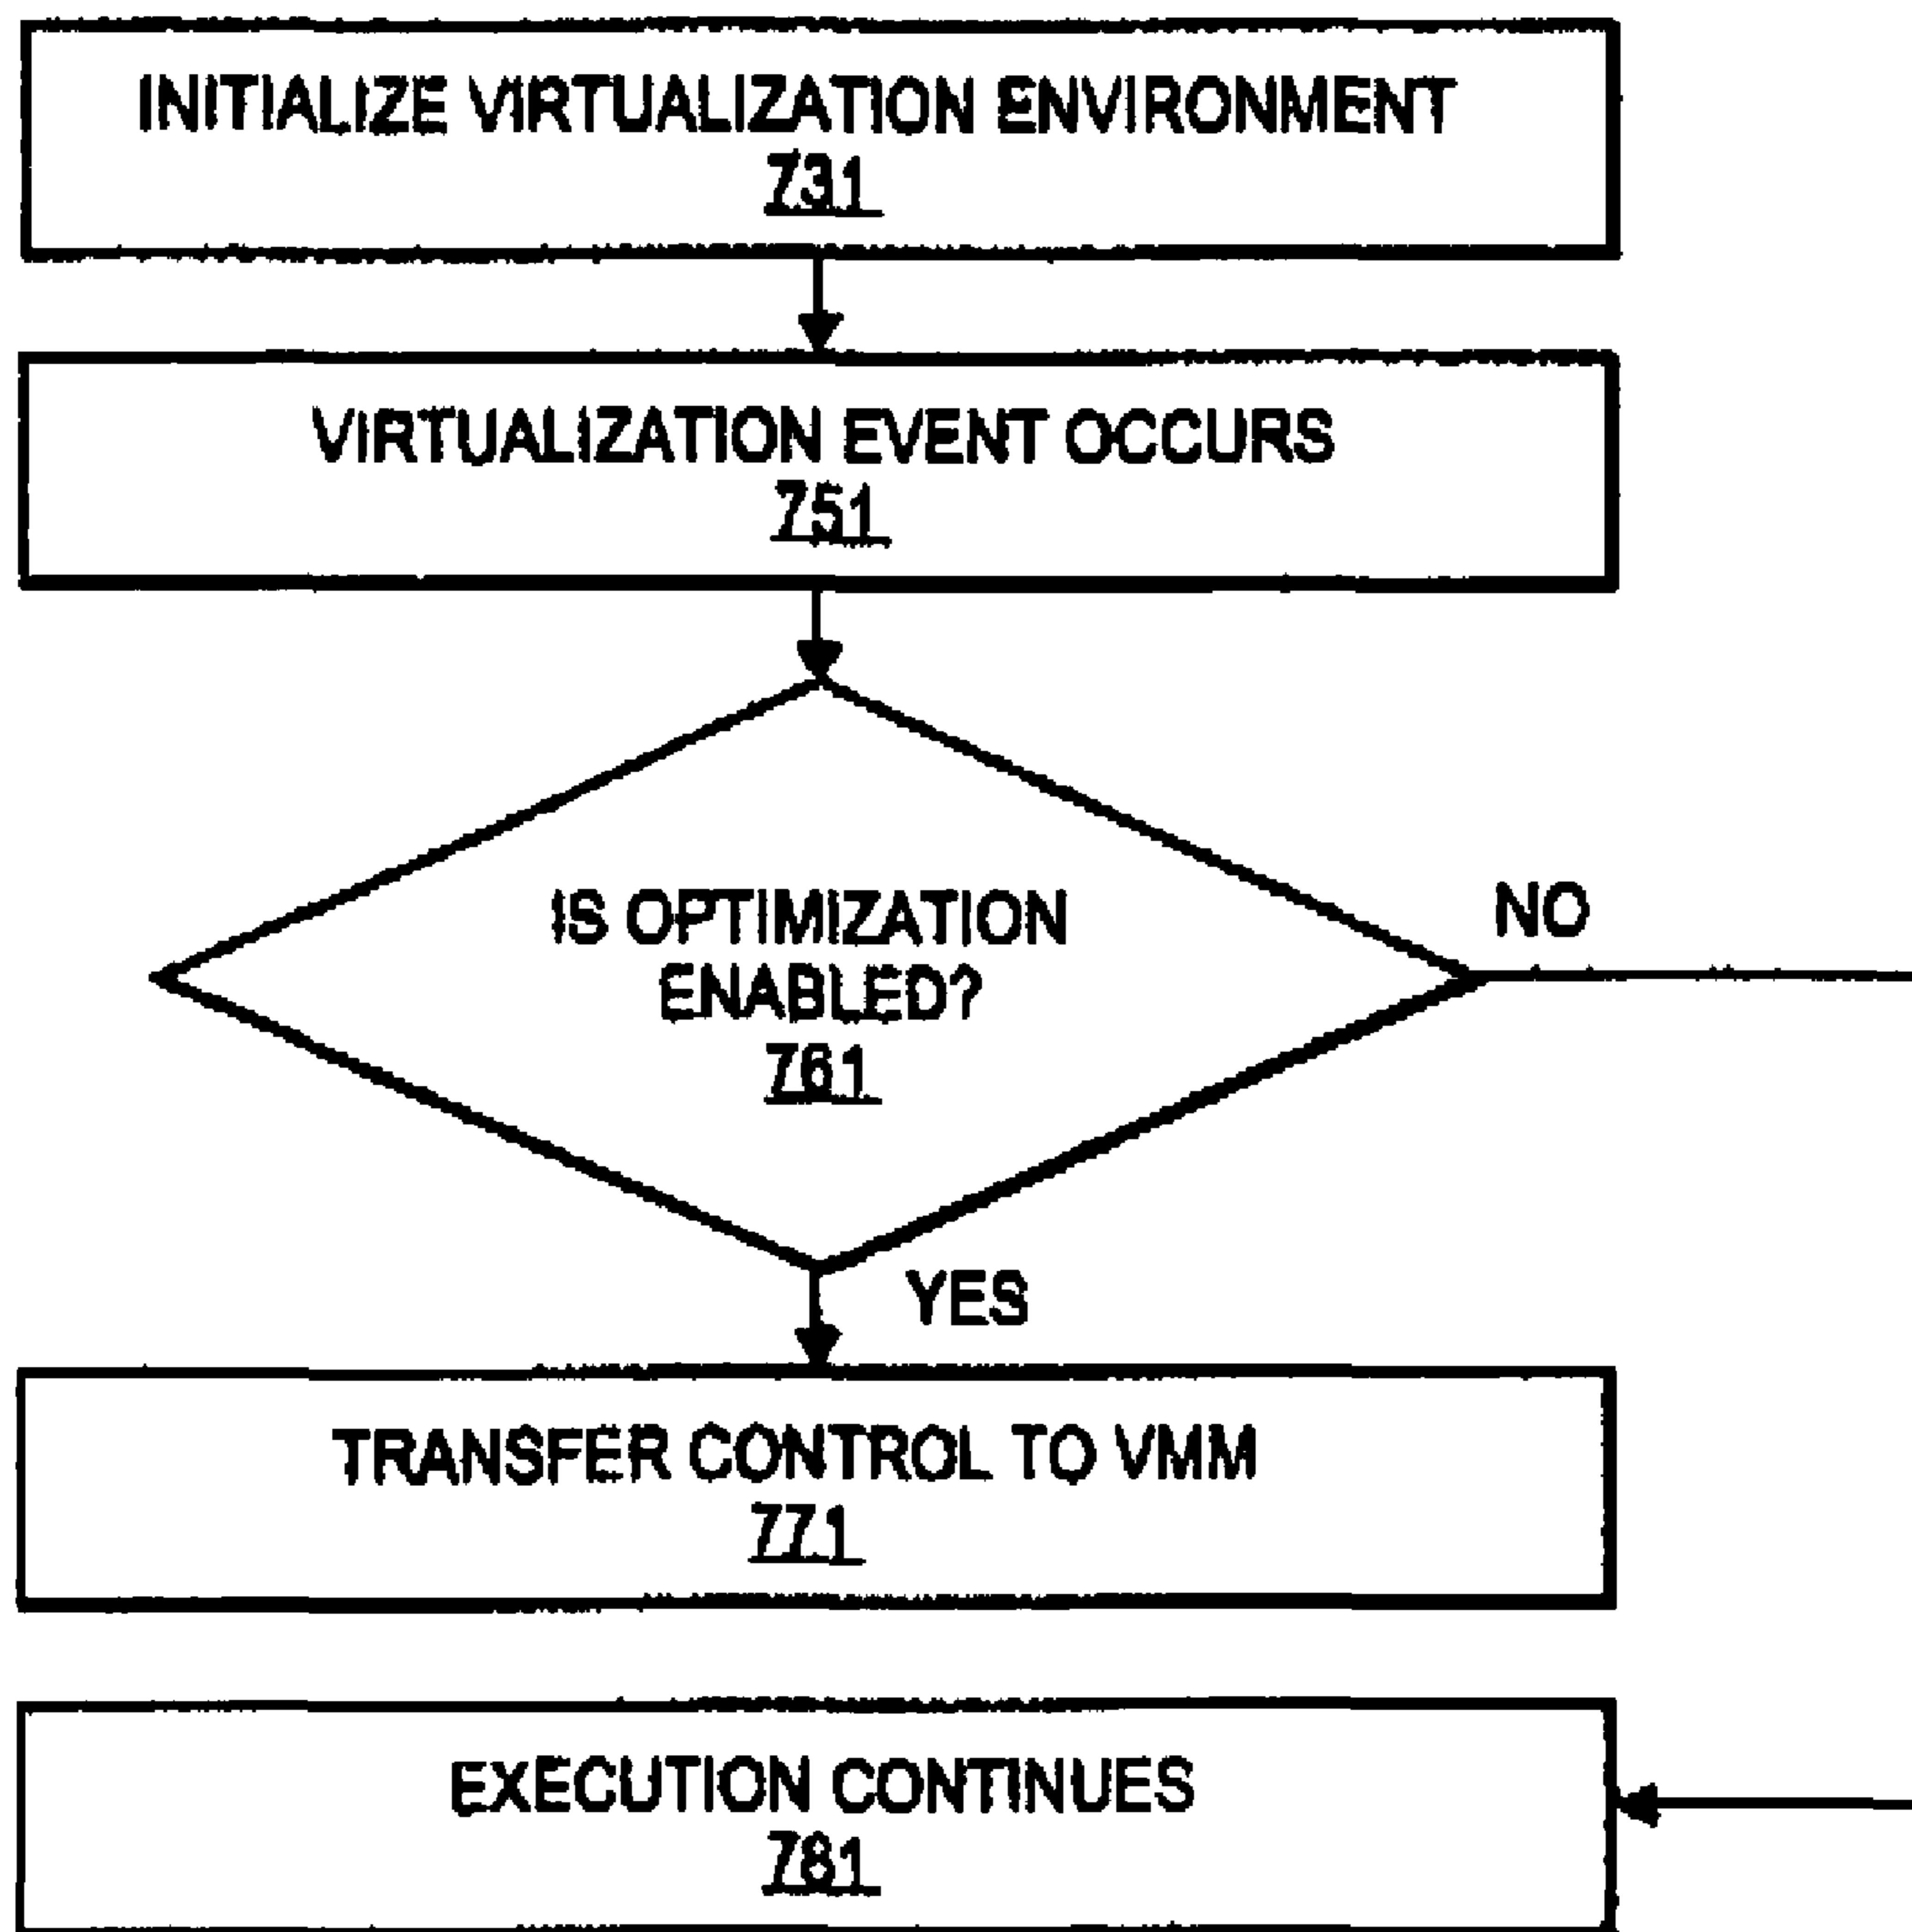 INITIALIZE VIRTUALIZATION ENVIRONMENT
731
VIRTUALIZATION EVENT OCCURS
751
IS OPTIMIZATION
ENABLED?
761
NO
YES
TRANSFER CONTROL TO VMM
771
EXECUTION CONTINUES
781